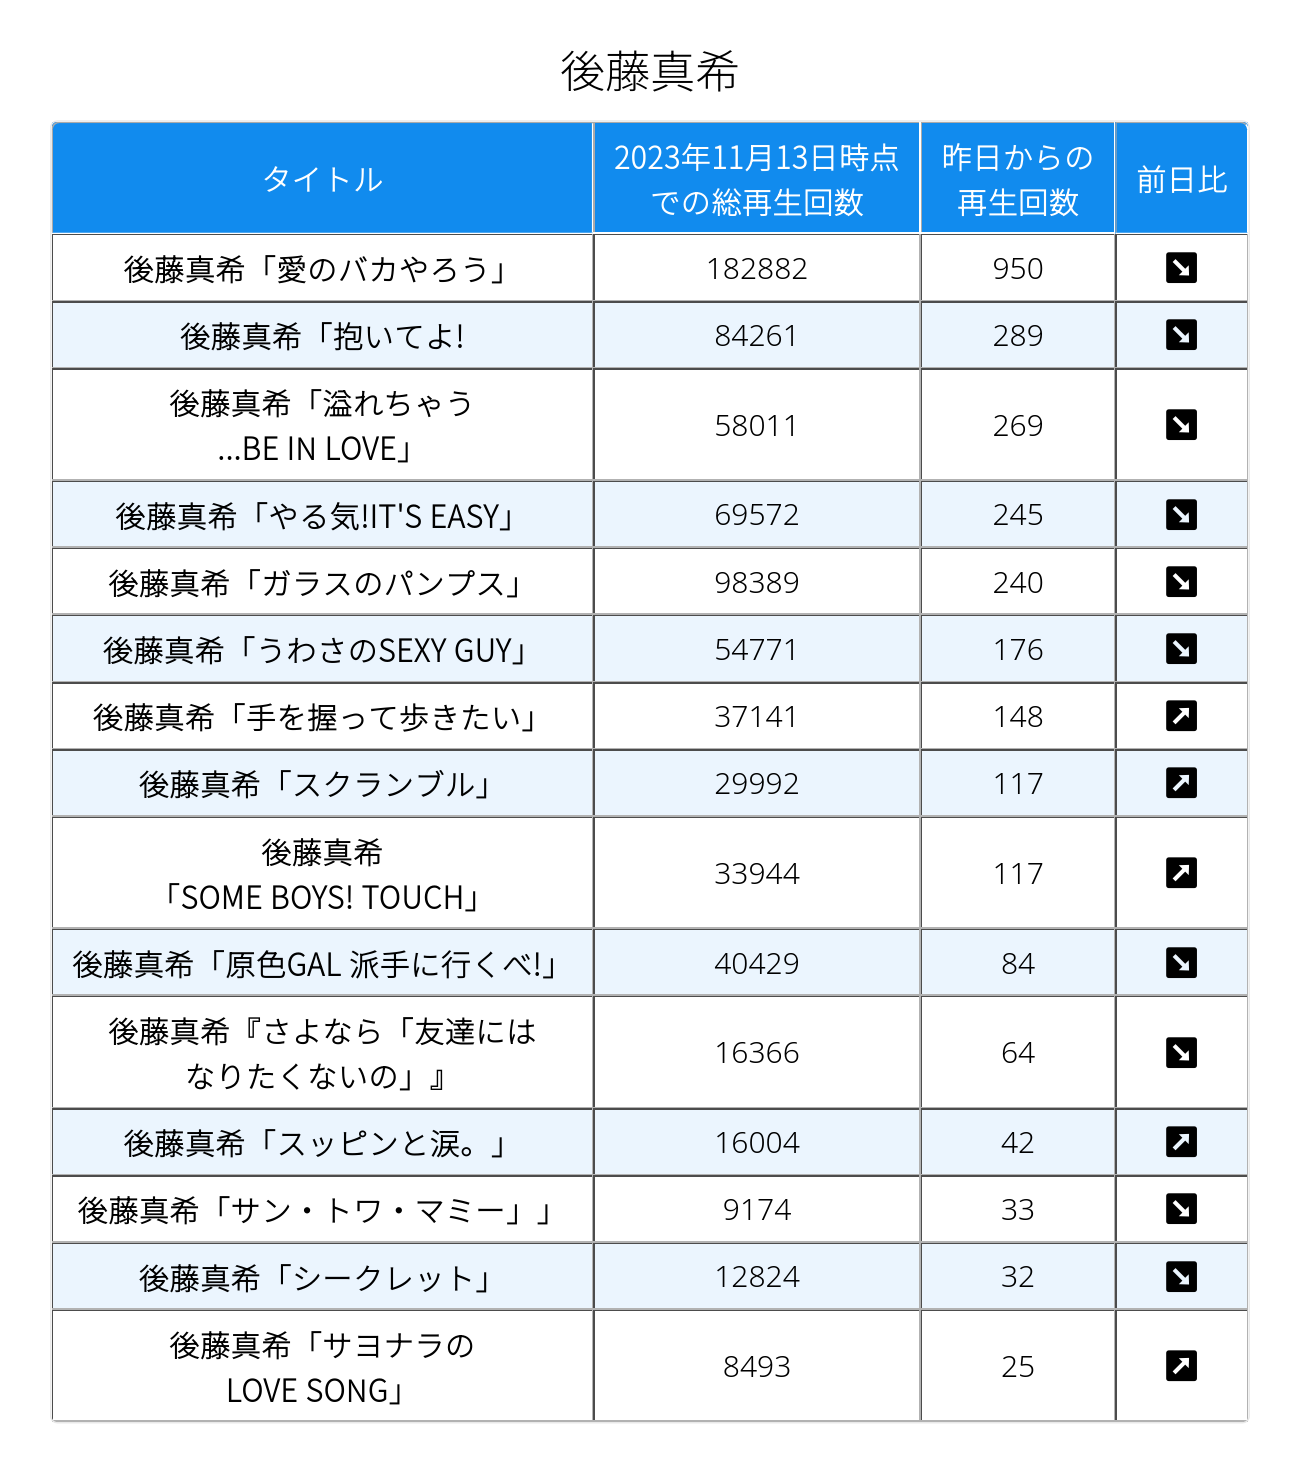 後藤真希
タイトル
2023年11月13日時点
での総再生回数
昨日からの
再生回数
前日比
後藤真希「愛のバカやろう」
182882
950
後藤真希「抱いてよ!
84261
289
後藤真希「溢れちゃう
...BE IN LOVE」
58011
269
後藤真希「やる気!IT'S EASY」
69572
245
後藤真希「ガラスのパンプス」
98389
240
後藤真希「うわさのSEXY GUY」
54771
176
後藤真希「手を握って歩きたい」
37141
148
後藤真希「スクランブル」
29992
117
後藤真希
「SOME BOYS! TOUCH」
33944
117
後藤真希「原色GAL 派手に行くべ!」
40429
84
後藤真希『さよなら「友達には
なりたくないの」』
16366
64
後藤真希「スッピンと涙。」
16004
42
後藤真希「サン・トワ・マミー」」
9174
33
後藤真希「シークレット」
12824
32
後藤真希「サヨナラの
LOVE SONG」
8493
25